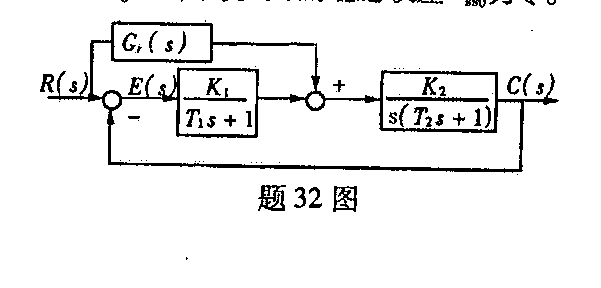 G_r(s)
R(s) E(s) K_1 + K_2 C(s)
− T_1s + 1 s(T_2s + 1)
题 32 图